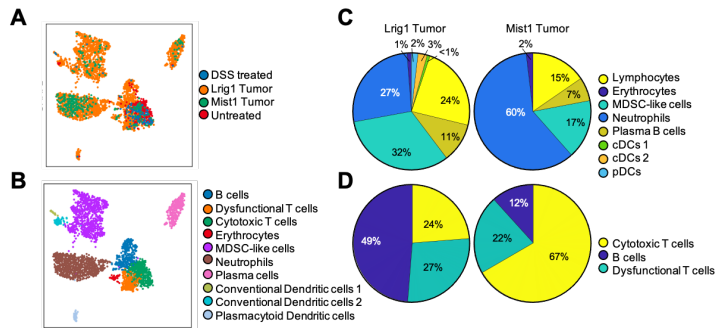 A
DSS treated
Lrig1 Tumor
Mist1 Tumor
Untreated
B
B cells
Dysfunctional T cells
Cytotoxic T cells
Erythrocytes
MDSC-like cells
Neutrophils
Plasma cells
Conventional Dendritic cells 1
Conventional Dendritic cells 2
Plasmacytoid Dendritic cells
C
Lrig1 Tumor
Mist1 Tumor
1%
2%
3%
<1%
24%
11%
32%
27%
2%
15%
7%
17%
60%
Lymphocytes
Erythrocytes
MDSC-like cells
Neutrophils
Plasma B cells
cDCs 1
cDCs 2
pDCs
D
49%
24%
27%
12%
22%
67%
Cytotoxic T cells
B cells
Dysfunctional T cells